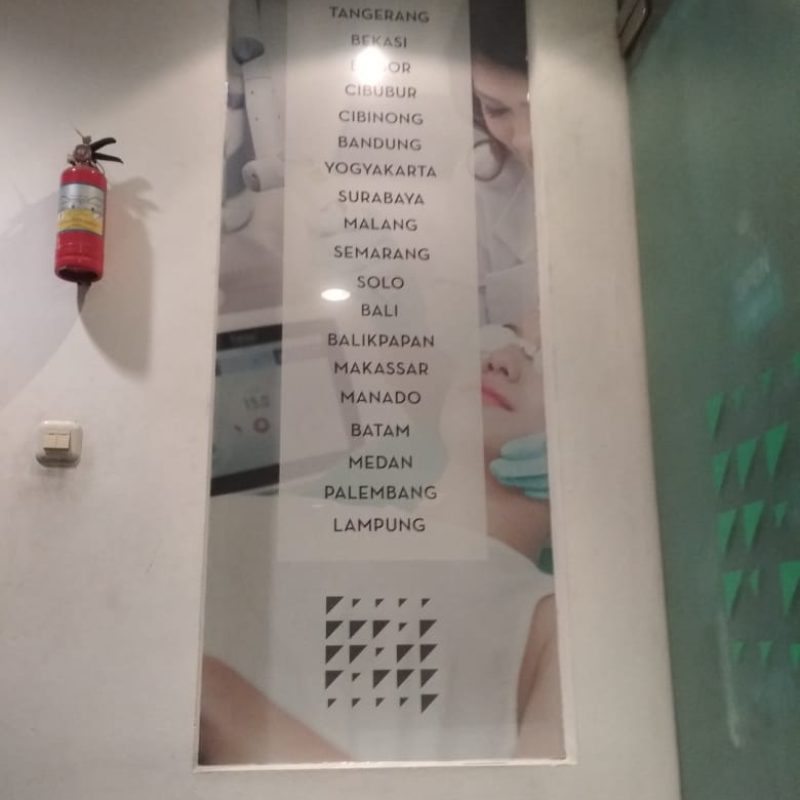 TANGERANG
BEKASI
CIBUBUR
CIBINONG
BANDUNG
YOGYAKARTA
SURABAYA
MALANG
SEMARANG
SOLO
BALI
BALIKPAPAN
MAKASSAR
MANADO
BATAM
MEDAN
PALEMBANG
LAMPUNG